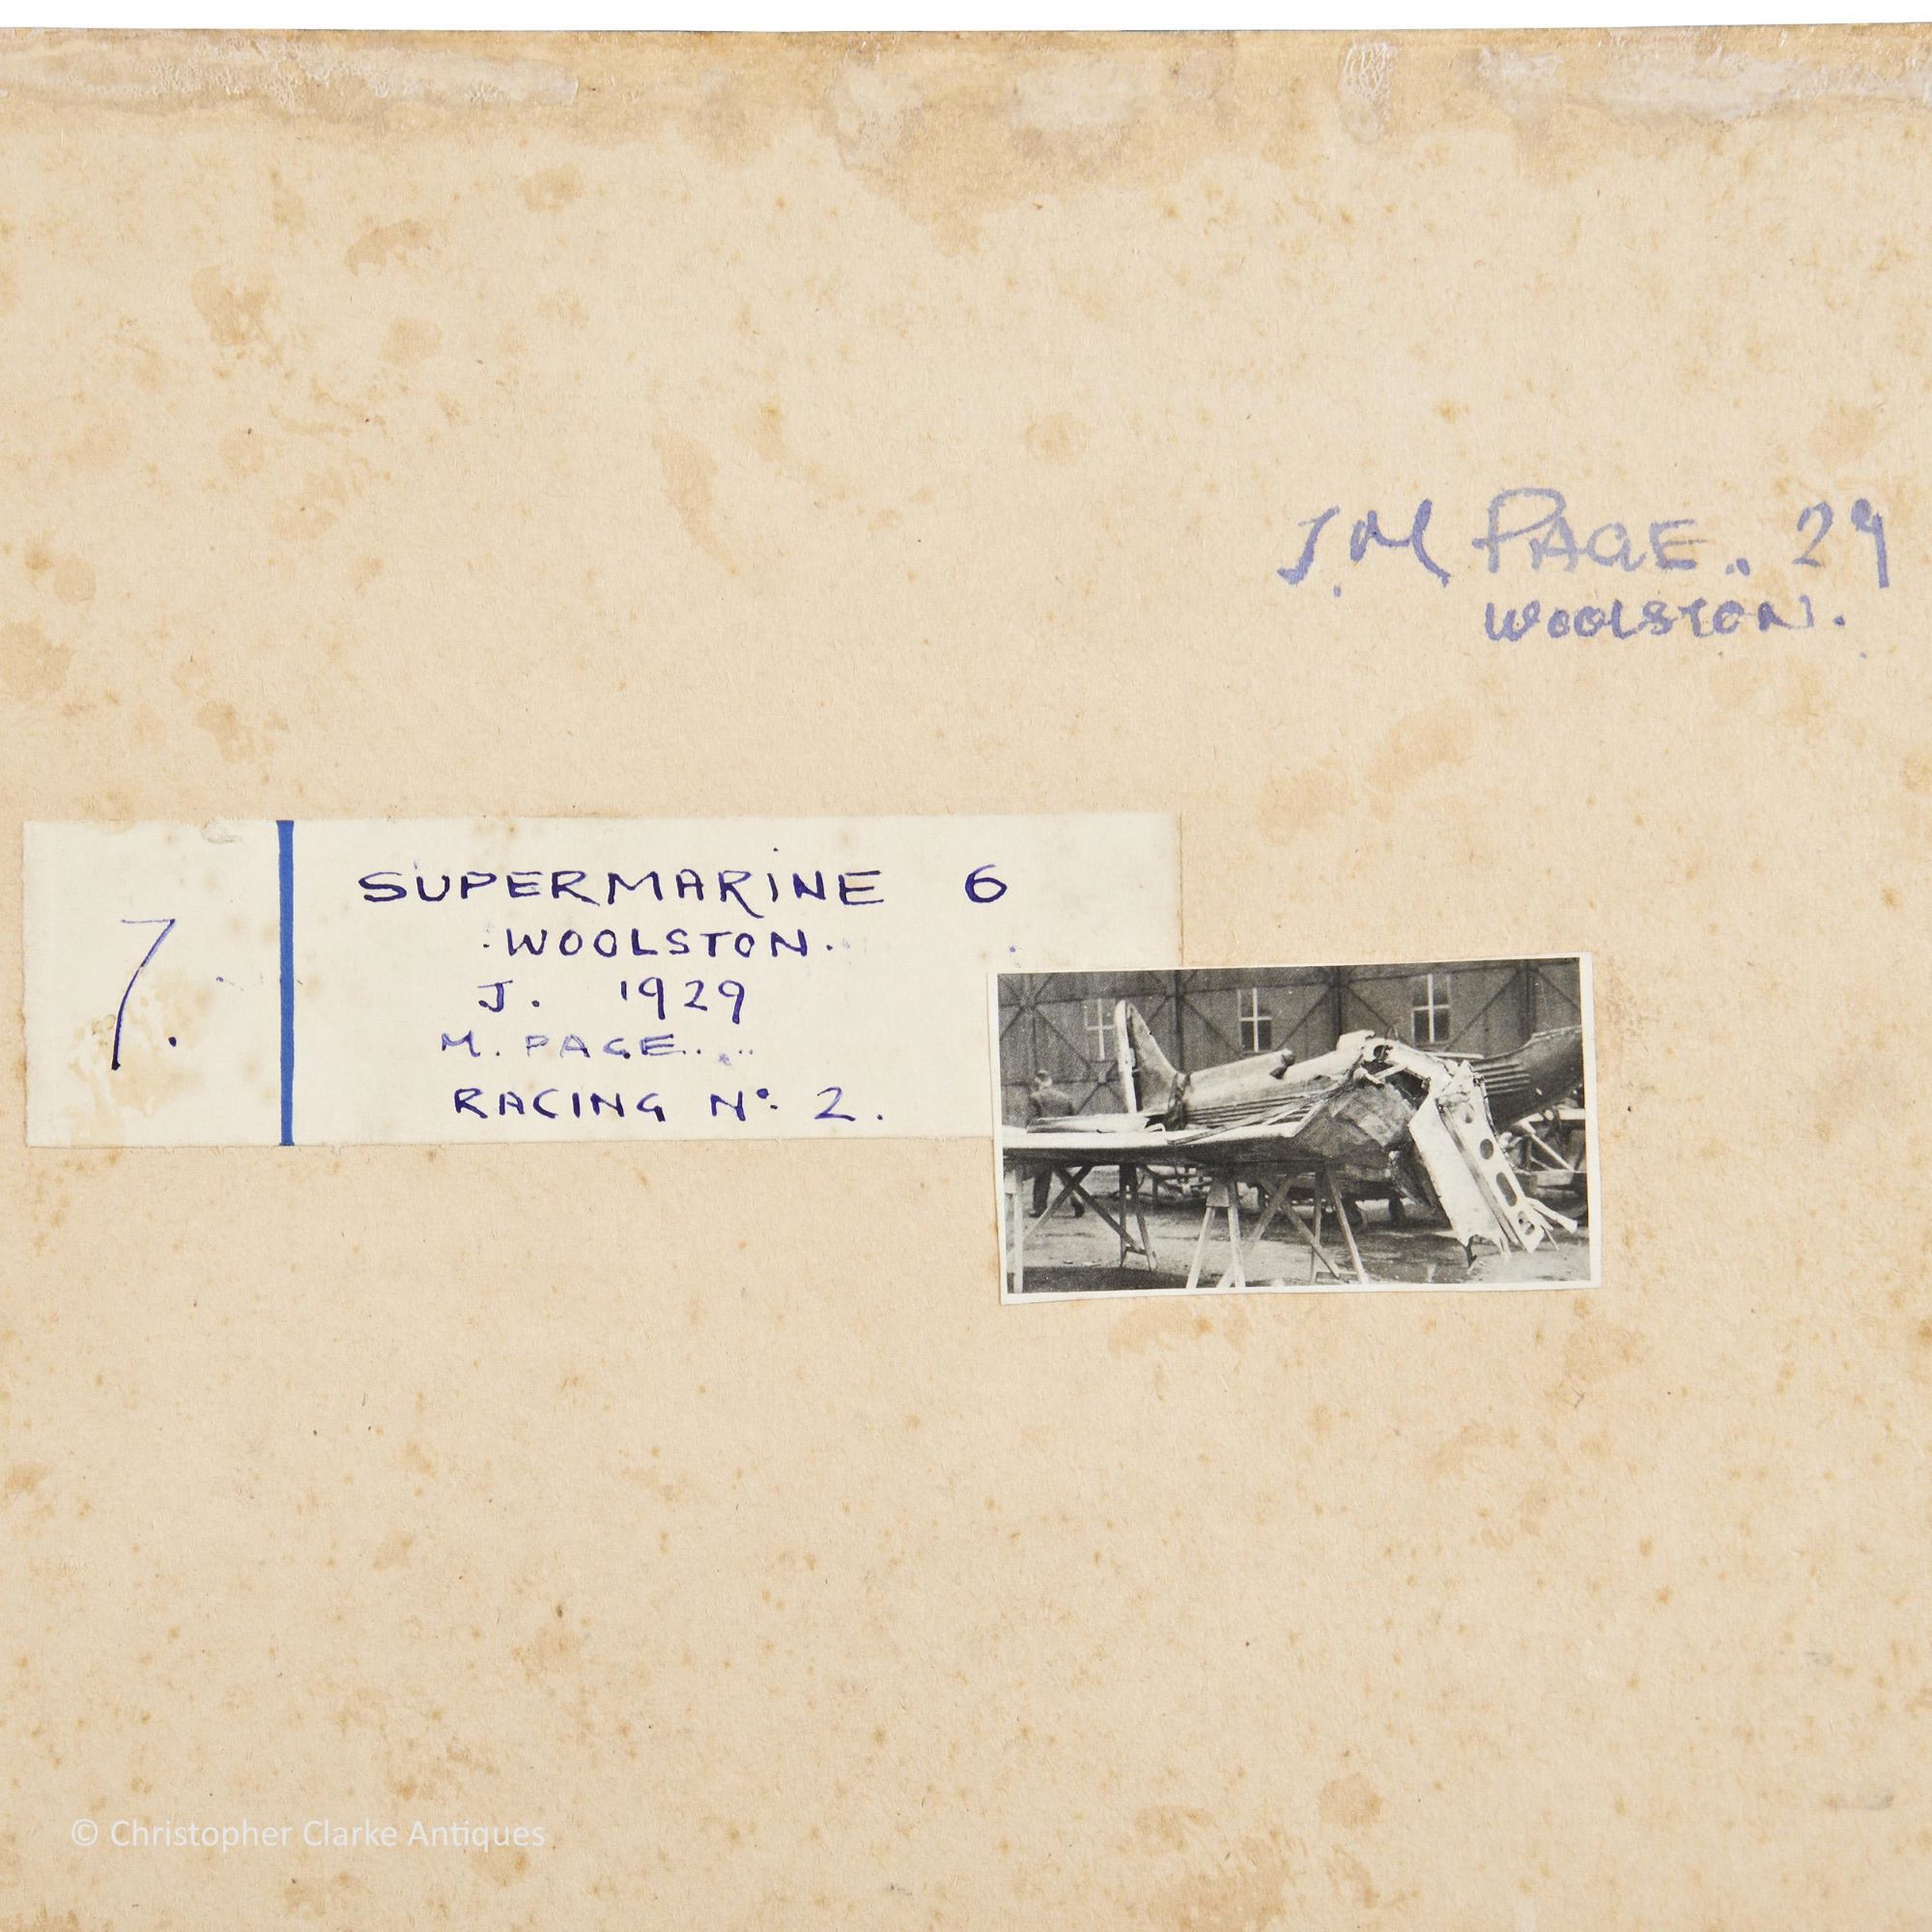 J.M PAGE.. 29
WOOLSTON.
7.
SUPERMARINE 6
.WOOLSTON.
J. 1929
M. PAGE....
RACING No. 2.
© Christopher Clarke Antiques